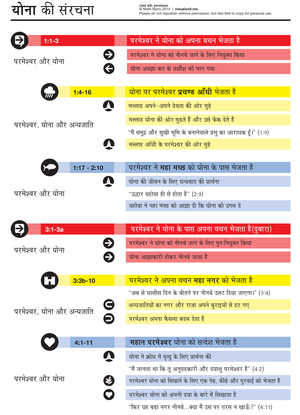 योना की संरचना
Used with permission.
© Mark Barry 2014 | visualunit.me
Please do not republish without permission, but feel free to copy for personal use.
1:1-3
परमेश्वर ने योना को अपना वचन भेजता है
परमेश्वर और योना
परमेश्वर ने योना को नीनवे जाने के लिए नियुक्त किया
योना अवज्ञा कर के तर्शीश को भाग गया
1:4-16
योना पर परमेश्वर प्रचण्ड आँधी भेजता है
परमेश्वर, योना और अन्यजाति
मल्लाह अपने-अपने देवता की ओर मुड़े
मल्लाह योना की ओर मुड़ते हैं और उसे फेंक देते हैं
"मैं समुद्र और सूखी भूमि के बनानेवाले प्रभु का आराधक हूँ।" (1:9)
मल्लाह आँधी के परमेश्वर की ओर मुड़े
1:17 - 2:10
परमेश्वर ने महा मच्छ को योना के पास भेजता है
परमेश्वर और योना
योना की जीवन के लिए धन्यवाद की प्रार्थना
"उद्धार यहोवा ही से होता है" (2:9)
यहोवा ने महा मच्छ को आज्ञा दी कि योना को उगल दे
3:1-3a
परमेश्वर ने योना के पास अपना वचन भेजता है(दुबारा)
परमेश्वर और योना
परमेश्वर ने योना को नीनवे जाने के लिए पुनः नियुक्त किया
योना आज्ञाकारी होकर नीनवे जाता है
3:3b-10
परमेश्वर ने अपना वचन महा नगर को भेजता है
परमेश्वर, योना और अन्यजाति
"अब से चालीस दिन के बीतने पर नीनवे उलट दिया जाएगा।" (3:4)
अन्यजातियों का नगर और राजा अपने बुराइयों से हट गए
परमेश्वर अपना फैसला बदल देता है
4:1-11
महान परमेश्वर योना को सन्देश भेजता है
परमेश्वर और योना
योना ने क्रोध में मृत्यु के लिए प्रार्थना की
"मैं जानता था कि तू अनुग्रहकारी और दयालु परमेश्वर है" (4:2)
परमेश्वर योना को सिखाने के लिए एक पेड़, कीड़े और पुरवाई को भेजता है
परमेश्वर योना को अपनी दया के बारे में सिखाता है
"फिर यह बड़ा नगर नीनवे...क्या मैं उस पर तरस न खाऊँ?" (4:11)